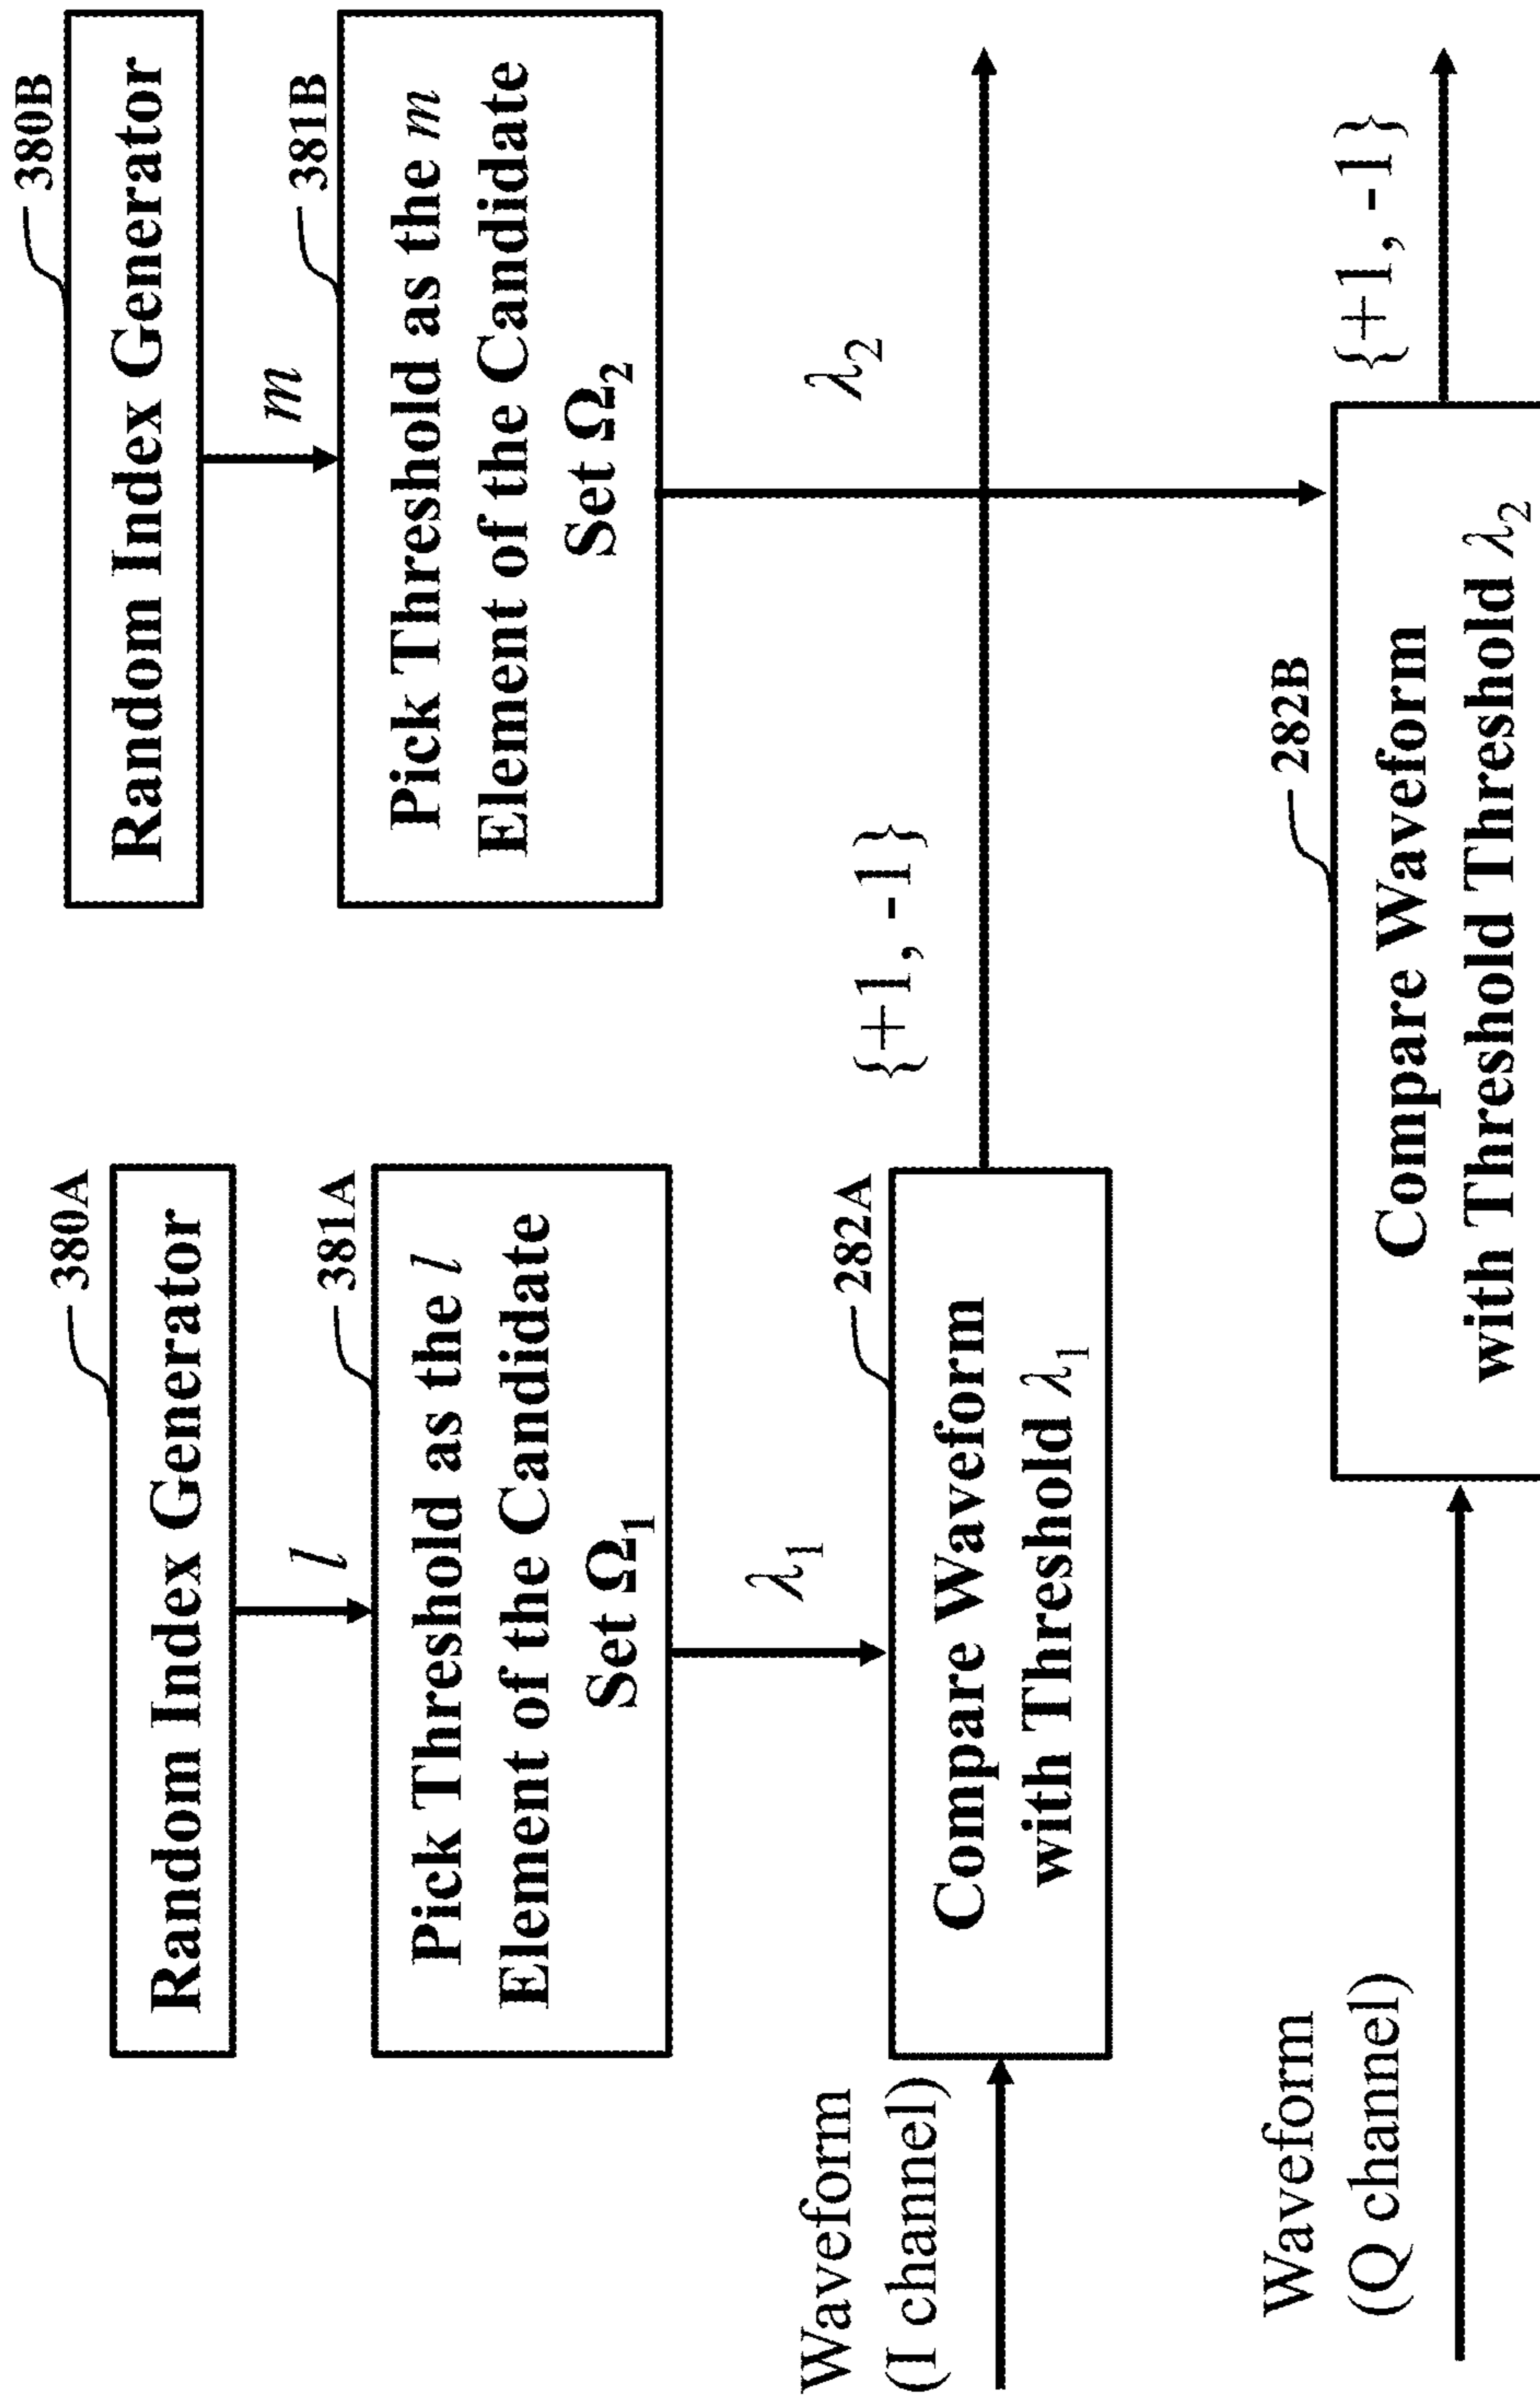 380A
Random Index Generator
l
381A
Pick Threshold as the l
Element of the Candidate
Set Ω₁
λ₁
282A
Waveform
(I channel)
Compare Waveform
with Threshold λ₁
{+1, -1}
380B
Random Index Generator
m
381B
Pick Threshold as the m
Element of the Candidate
Set Ω₂
λ₂
282B
Waveform
(Q channel)
Compare Waveform
with Threshold Threshold λ₂
{+1, -1}